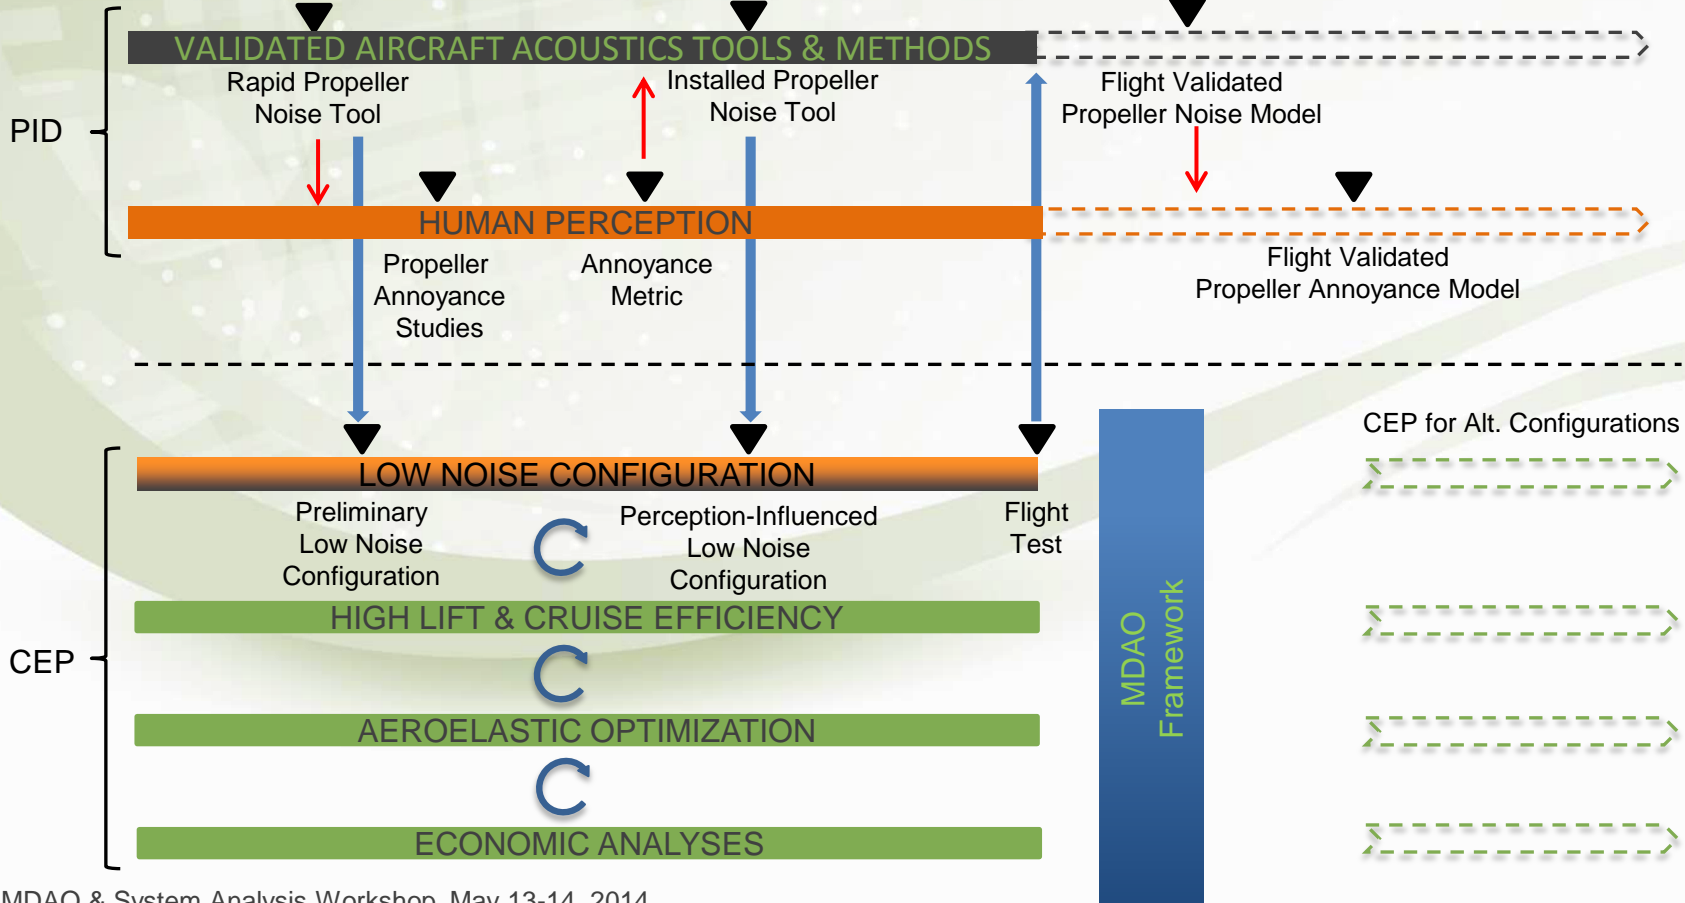 VALIDATED AIRCRAFT ACOUSTICS TOOLS & METHODS
Rapid Propeller
Noise Tool
Installed Propeller
Noise Tool
Flight Validated
Propeller Noise Model
PID
HUMAN PERCEPTION
Propeller
Annoyance
Studies
Annoyance
Metric
Flight Validated
Propeller Annoyance Model
CEP for Alt. Configurations
LOW NOISE CONFIGURATION
Preliminary
Low Noise
Configuration
Perception-Influenced
Low Noise
Configuration
Flight
Test
HIGH LIFT & CRUISE EFFICIENCY
CEP
MDAO
Framework
AEROELASTIC OPTIMIZATION
ECONOMIC ANALYSES
MDAO & System Analysis Workshop, May 13-14, 2014